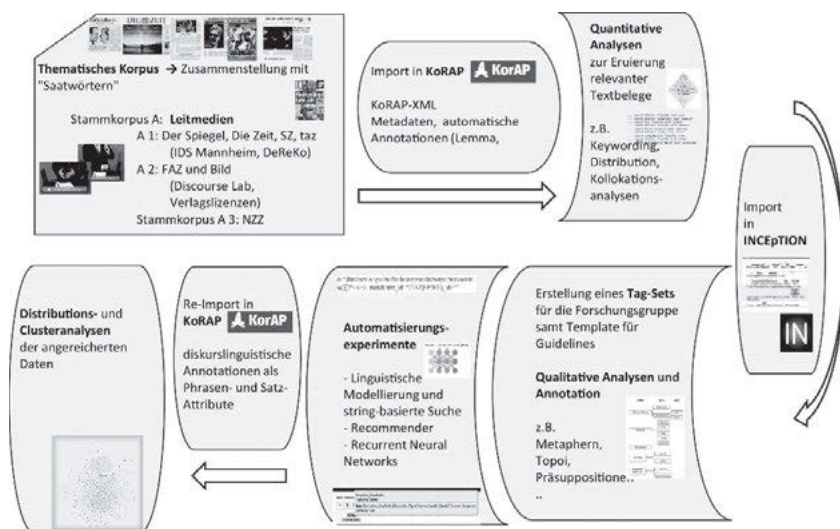 DIE ZEIT
Thematisches Korpus → Zusammenstellung mit
"Saatwörtern"
Stammkorpus A: Leitmedien
A 1: Der Spiegel, Die Zeit, SZ, taz
(IDS Mannheim, DeReKo)
A 2: FAZ und Bild
(Discourse Lab,
Verlagslizenzen)
Stammkorpus A 3: NZZ
Import in KoRAP KorAP
KoRAP-XML
Metadaten, automatische
Annotationen (Lemma,
Quantitative
Analysen
zur Eruierung
relevanter
Textbelege
z.B.
Keywording,
Distribution,
Kollokations-
analysen
Import
in
INCEpTION
IN
Erstellung eines Tag-Sets
für die Forschungsgruppe
samt Template für
Guidelines
Qualitative Analysen und
Annotation
z.B.
Metaphern,
Topoi,
Präsuppositionen
..
Automatisierungs-
experimente
- Linguistische
Modellierung und
string-basierte Suche
- Recommender
- Recurrent Neural
Networks
Re-Import in
KoRAP KorAP
diskurslinguistische
Annotationen als
Phrasen- und Satz-
Attribute
Distributions- und
Clusteranalysen
der angereicherten
Daten